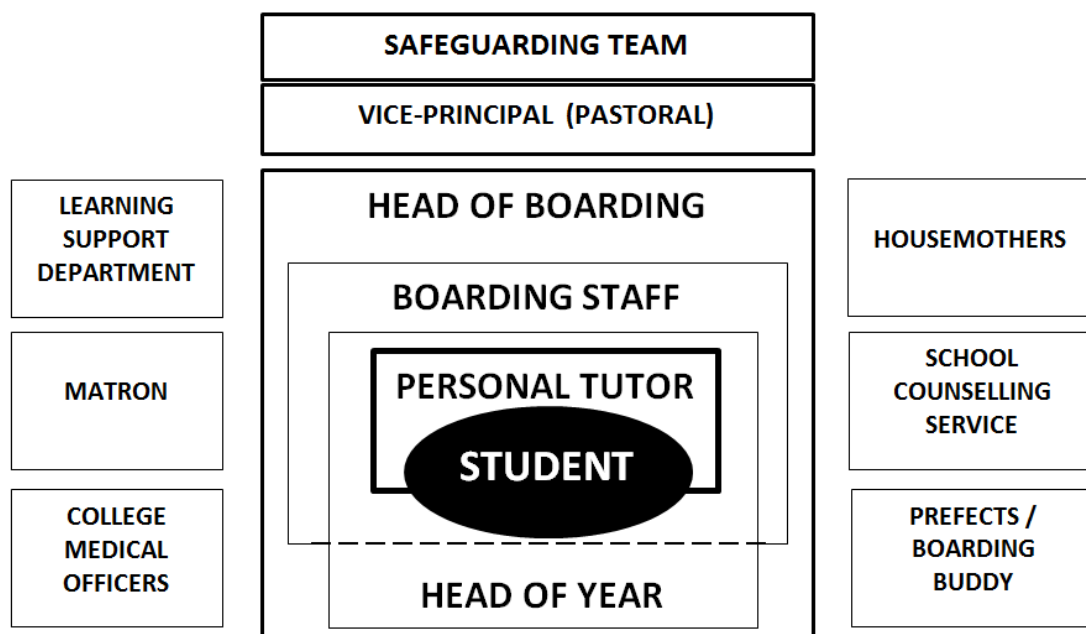 SAFEGUARDING TEAM
VICE-PRINCIPAL (PASTORAL)
LEARNING
SUPPORT
DEPARTMENT
MATRON
COLLEGE
MEDICAL
OFFICERS
HEAD OF BOARDING
BOARDING STAFF
PERSONAL TUTOR
STUDENT
HEAD OF YEAR
HOUSEMOTHERS
SCHOOL
COUNSELLING
SERVICE
PREFECTS /
BOARDING
BUDDY